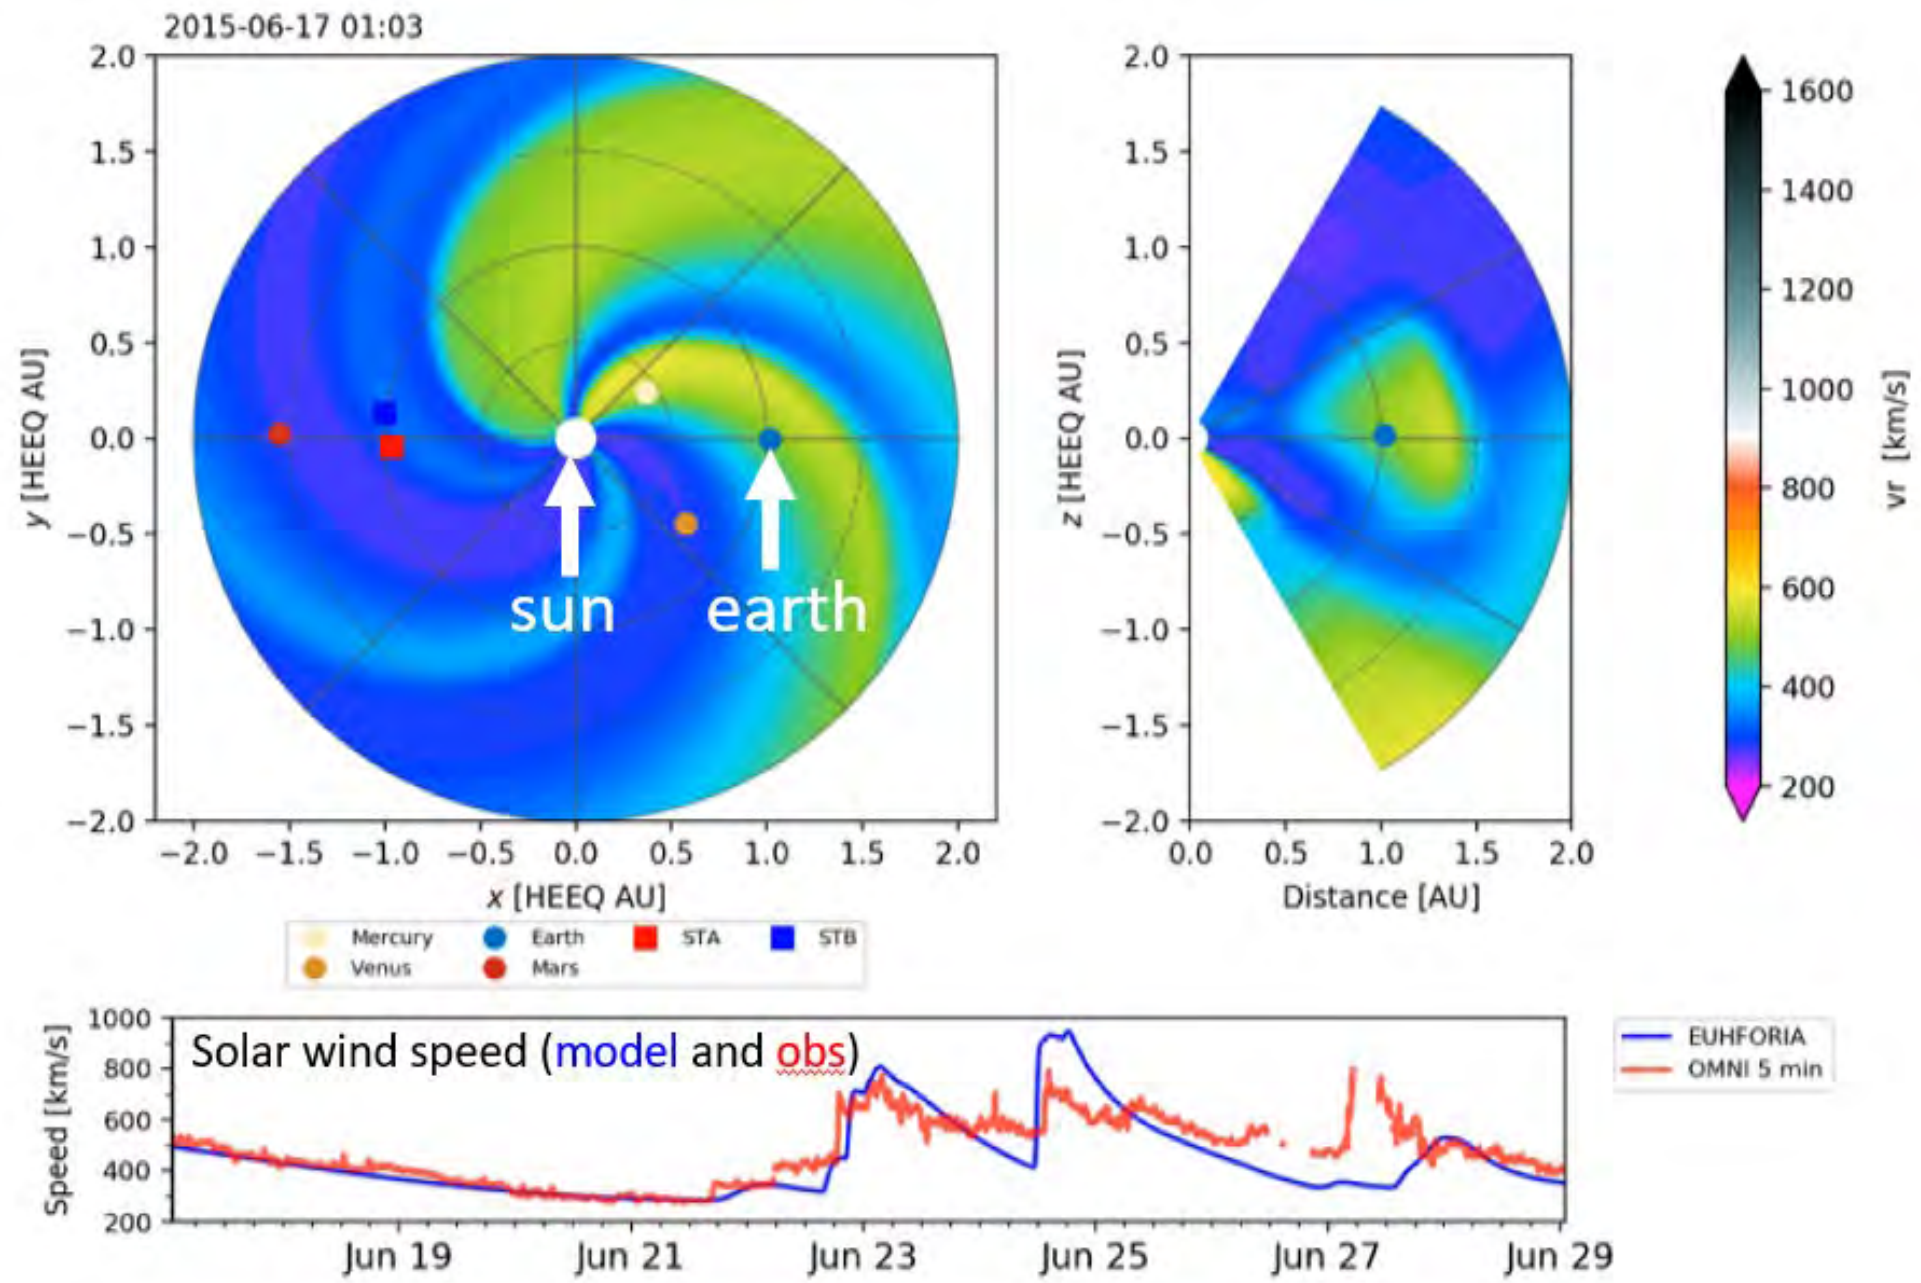 2015-06-17 01:03
2.0
1.5
1.0
0.5
0.0
−0.5
−1.0
−1.5
−2.0
y [HEEQ AU]
−2.0 −1.5 −1.0 −0.5 0.0 0.5 1.0 1.5 2.0
x [HEEQ AU]
sun
earth
2.0
1.5
1.0
0.5
0.0
−0.5
−1.0
−1.5
−2.0
z [HEEQ AU]
0.0 0.5 1.0 1.5 2.0
Distance [AU]
1600
1400
1200
1000
800
600
400
200
vr [km/s]
Mercury Earth STA STB
Venus Mars
Solar wind speed (model and obs)
1000
800
600
400
200
Speed [km/s]
Jun 19 Jun 21 Jun 23 Jun 25 Jun 27 Jun 29
EUHFORIA
OMNI 5 min